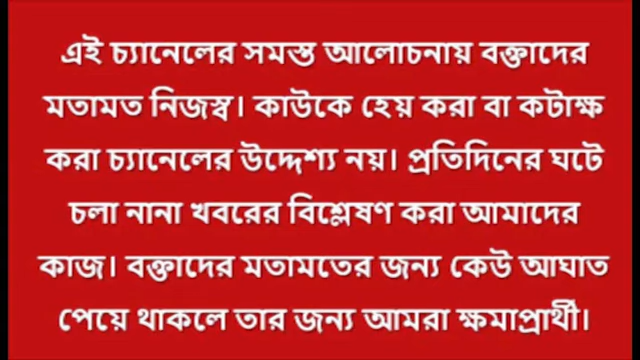 এই চ্যানেলের সমস্ত আলোচনায় বক্তাদের
মতামত নিজস্ব। কাউকে হেয় করা বা কটাক্ষ
করা চ্যানেলের উদ্দেশ্য নয়। প্রতিদিনের ঘটে
চলা নানা খবরের বিশ্লেষণ করা আমাদের
কাজ। বক্তাদের মতামতের জন্য কেউ আঘাত
পেয়ে থাকলে তার জন্য আমরা ক্ষমাপ্রার্থী।